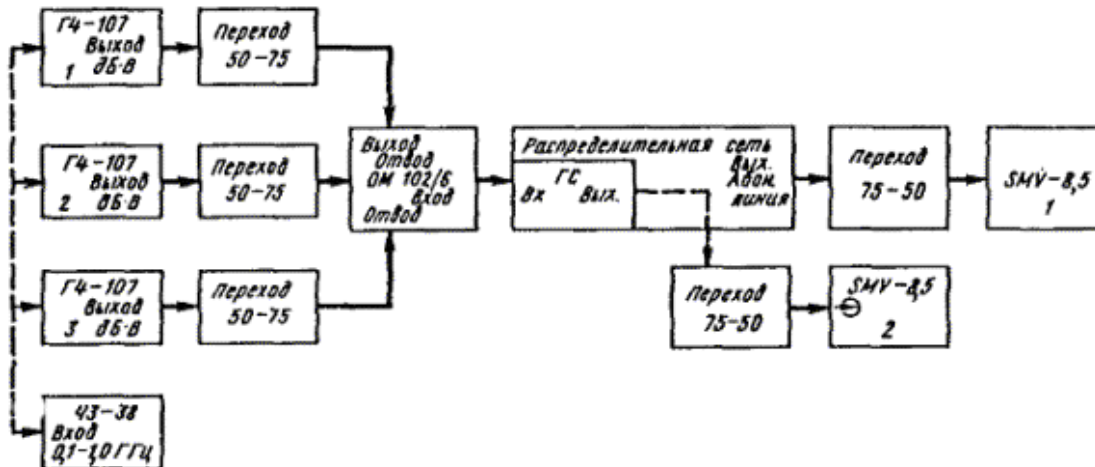 Г4-107
Выход
1 дБ·В
Переход
50-75
Г4-107
Выход
2 дБ·В
Переход
50-75
Г4-107
Выход
3 дБ·В
Переход
50-75
ЧЗ-38
Вход
0,1-1,0 ГГЦ
Выход
Отвод
ОМ 102/6
вход
Отвод
Распределительная сеть
ГС
Вх Вых.
Вых.
Абон.
линия
Переход
75-50
SMV-8,5
1
Переход
75-50
SMV-8,5
2